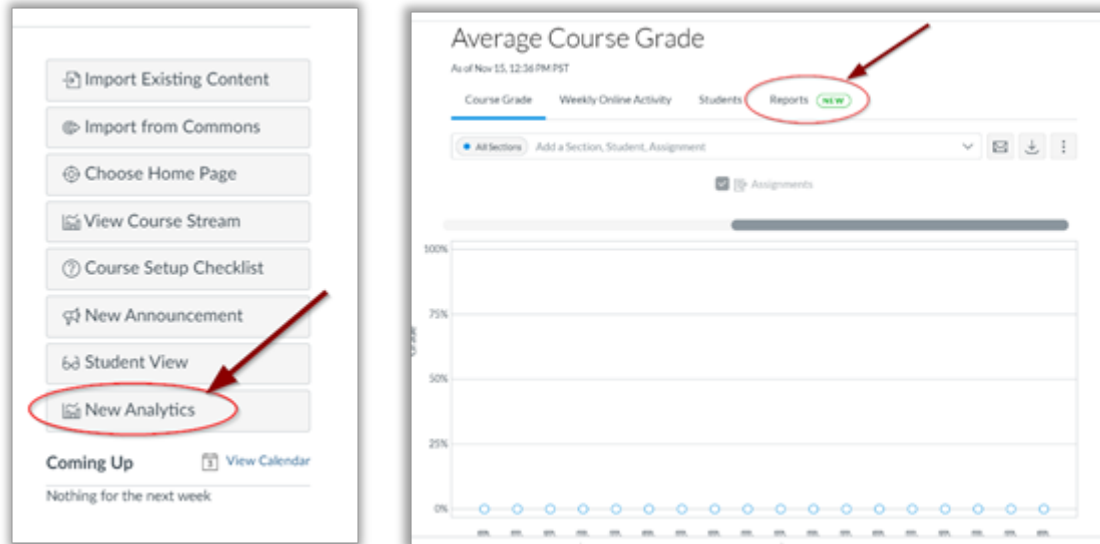 Import Existing Content
Import from Commons
Choose Home Page
View Course Stream
Course Setup Checklist
New Announcement
Student View
New Analytics
Coming Up
3 View Calendar
Nothing for the next week
Average Course Grade
As of Nov 15, 12:36 PM PST
Course Grade Weekly Online Activity Students Reports NEW
All Sections Add a Section, Student, Assignment
Assignments
100%
75%
Grade
50%
25%
0%